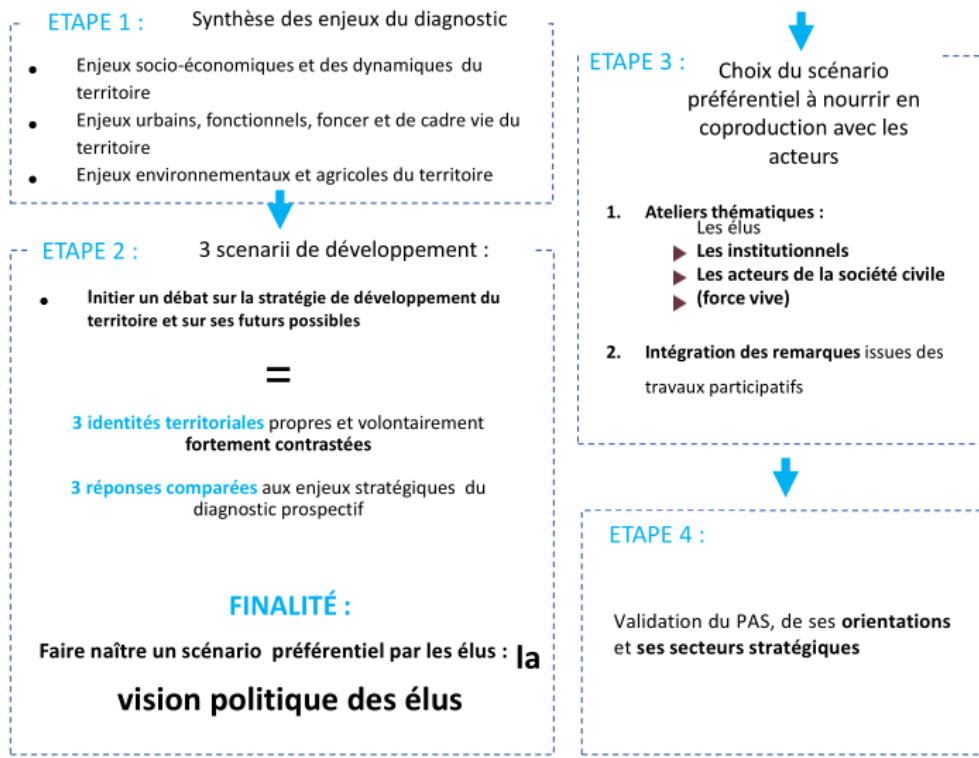 ETAPE 1 : Synthèse des enjeux du diagnostic
• Enjeux socio-économiques et des dynamiques du
territoire
• Enjeux urbains, fonctionnels, foncer et de cadre vie du
territoire
• Enjeux environnementaux et agricoles du territoire
ETAPE 2 : 3 scenarii de développement :
• Initier un débat sur la stratégie de développement du
territoire et sur ses futurs possibles
=
3 identités territoriales propres et volontairement
fortement contrastées
3 réponses comparées aux enjeux stratégiques du
diagnostic prospectif
FINALITÉ :
Faire naître un scénario préférentiel par les élus : la
vision politique des élus
ETAPE 3 : Choix du scénario
préférentiel à nourrir en
coproduction avec les
acteurs
1. Ateliers thématiques :
Les élus
Les institutionnels
Les acteurs de la société civile
(force vive)
2. Intégration des remarques issues des
travaux participatifs
ETAPE 4 :
Validation du PAS, de ses orientations
et ses secteurs stratégiques